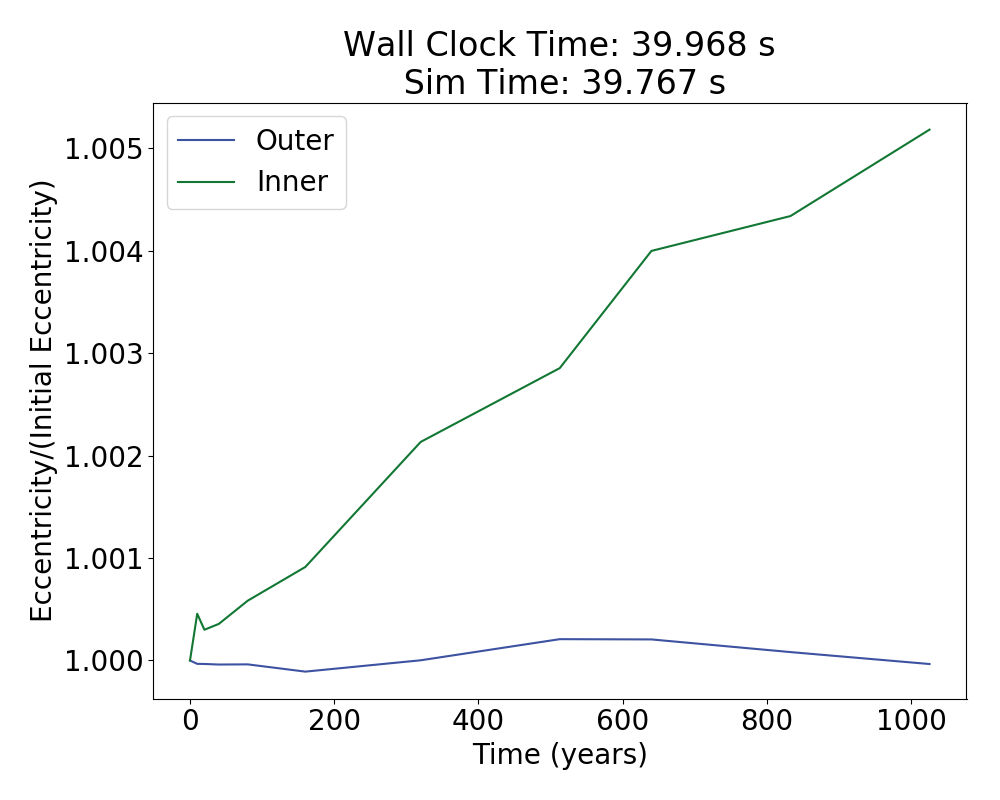 Wall Clock Time: 39.968 s
Sim Time: 39.767 s
Outer
Inner
Eccentricity/(Initial Eccentricity)
1.005
1.004
1.003
1.002
1.001
1.000
0 200 400 600 800 1000
Time (years)